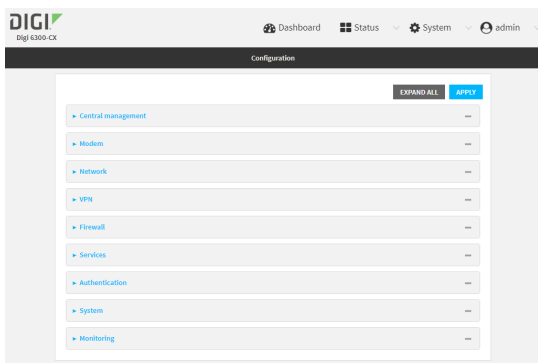 DIGI
Digi 6300-CX
Dashboard Status System admin
Configuration
EXPAND ALL APPLY
Central management
Modem
Network
VPN
Firewall
Services
Authentication
System
Monitoring